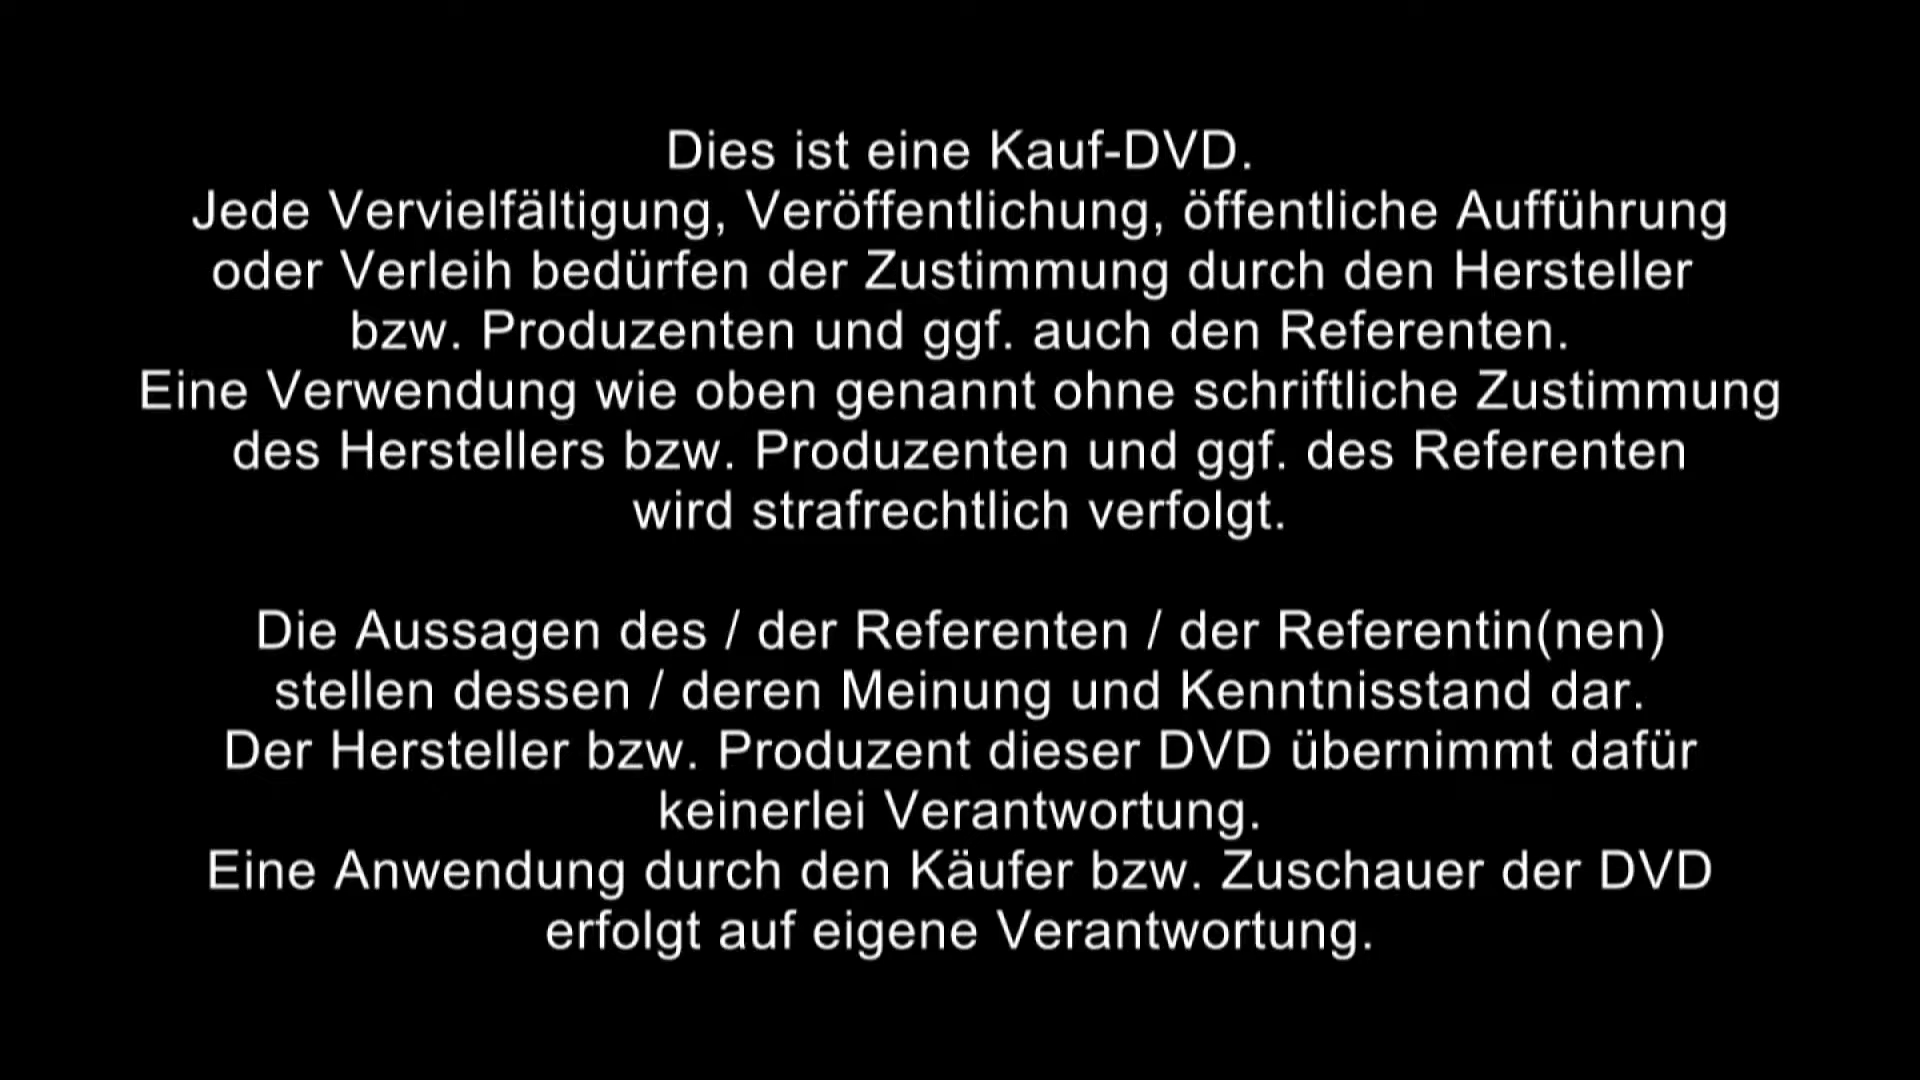 Dies ist eine Kauf-DVD.
Jede Vervielfältigung, Veröffentlichung, öffentliche Aufführung
oder Verleih bedürfen der Zustimmung durch den Hersteller
bzw. Produzenten und ggf. auch den Referenten.
Eine Verwendung wie oben genannt ohne schriftliche Zustimmung
des Herstellers bzw. Produzenten und ggf. des Referenten
wird strafrechtlich verfolgt.
Die Aussagen des / der Referenten / der Referentin(nen)
stellen dessen / deren Meinung und Kenntnisstand dar.
Der Hersteller bzw. Produzent dieser DVD übernimmt dafür
keinerlei Verantwortung.
Eine Anwendung durch den Käufer bzw. Zuschauer der DVD
erfolgt auf eigene Verantwortung.